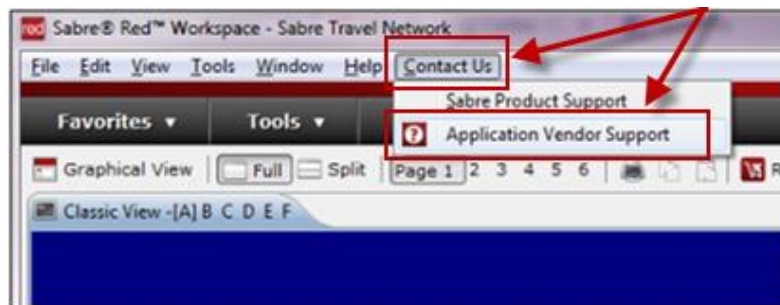 red Sabre® Red™ Workspace - Sabre Travel Network
File Edit View Tools Window Help Contact Us
Sabre Product Support
Favorites ▾ Tools ▾
? Application Vendor Support
Graphical View Full Split Page 1 2 3 4 5 6 R
Classic View -[A] B C D E F